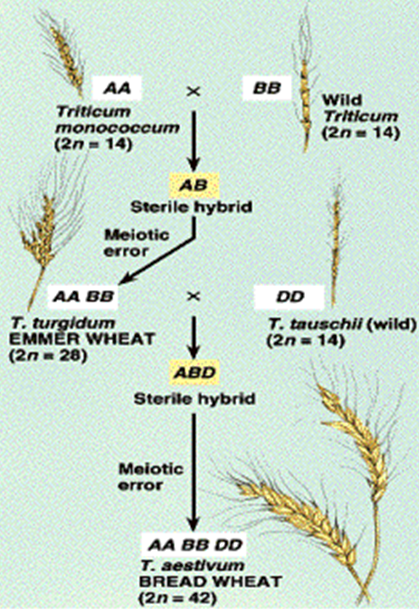 AA
×
BB
Triticum
monococcum
(2n = 14)
Wild
Triticum
(2n = 14)
AB
Sterile hybrid
Meiotic
error
AA BB
×
DD
T. turgidum
EMMER WHEAT
(2n = 28)
T. tauschii (wild)
(2n = 14)
ABD
Sterile hybrid
Meiotic
error
AA BB DD
T. aestivum
BREAD WHEAT
(2n = 42)